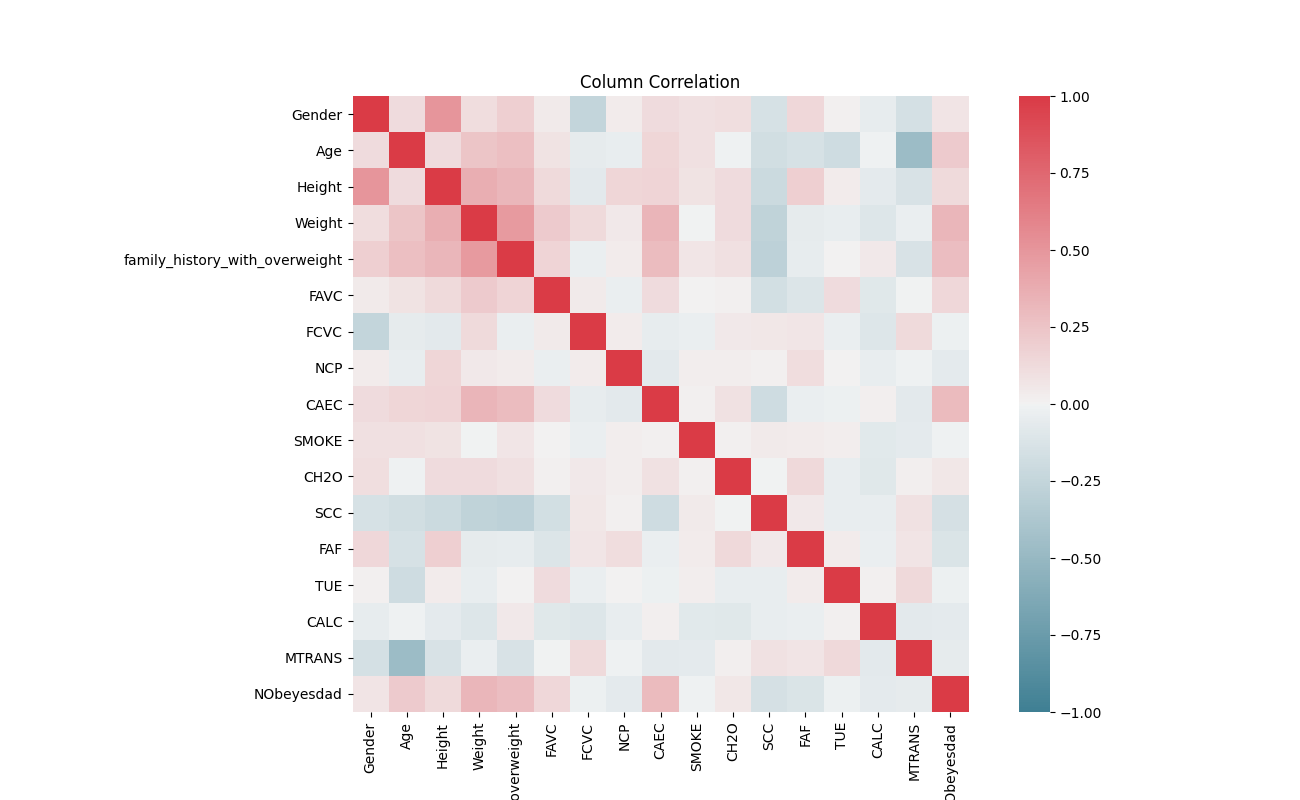 Column Correlation
Gender
Age
Height
Weight
family_history_with_overweight
FAVC
FCVC
NCP
CAEC
SMOKE
CH2O
SCC
FAF
TUE
CALC
MTRANS
NObeyesdad
Gender
Age
Height
Weight
overweight
FAVC
FCVC
NCP
CAEC
SMOKE
CH2O
SCC
FAF
TUE
CALC
MTRANS
Obeyesdad
1.00
0.75
0.50
0.25
0.00
−0.25
−0.50
−0.75
−1.00